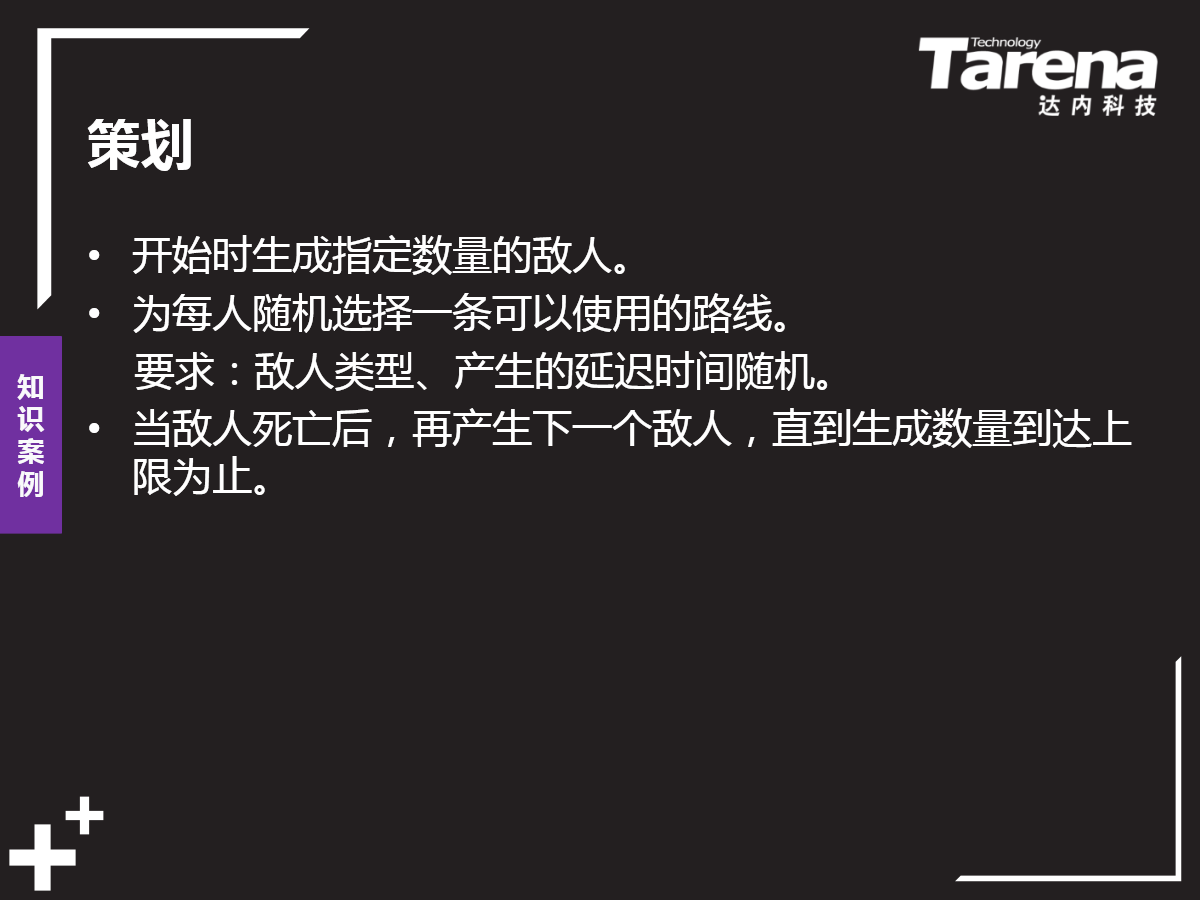 Technology
Tarena
达内科技
策划
• 开始时生成指定数量的敌人。
• 为每人随机选择一条可以使用的路线。
要求：敌人类型、产生的延迟时间随机。
• 当敌人死亡后，再产生下一个敌人，直到生成数量到达上
限为止。
知
识
案
例